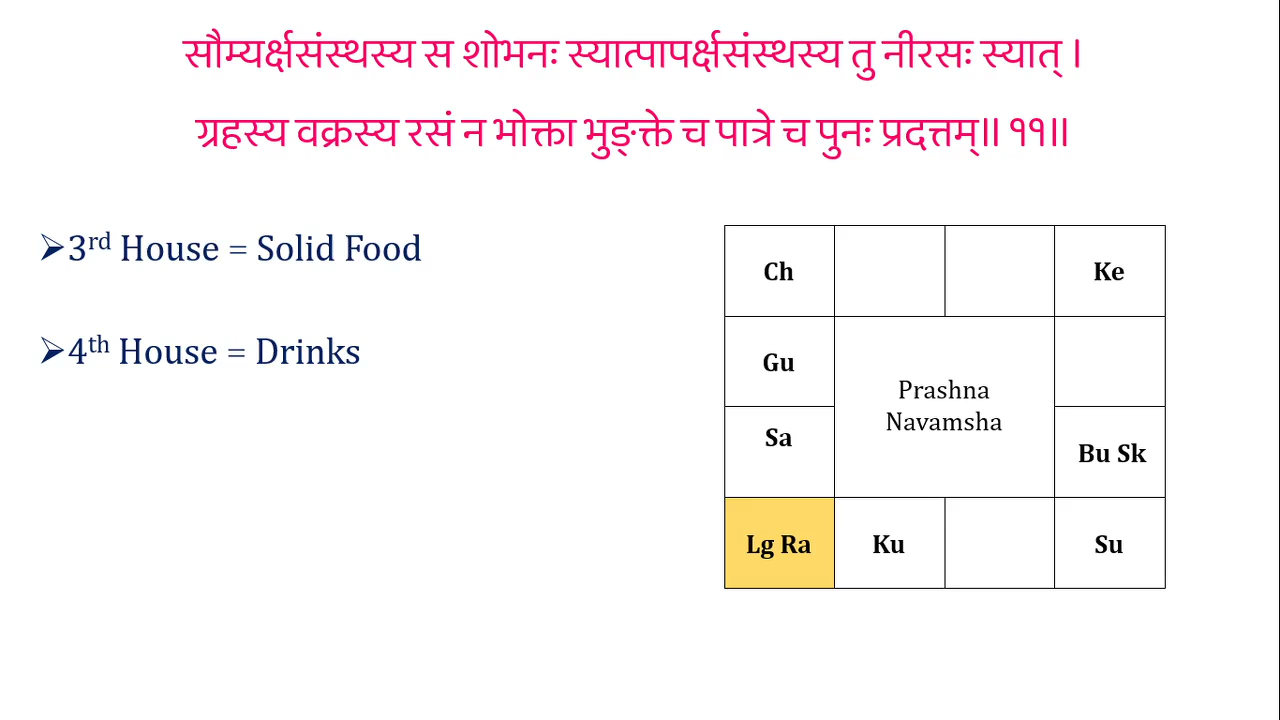 सौम्यर्क्षसंस्थस्य स शोभनः स्यात्पापर्क्षसंस्थस्य तु नीरसः स्यात् ।
ग्रहस्य वक्रस्य रसं न भोक्ता भुङ्क्ते च पात्रे च पुनः प्रदत्तम्॥ ११॥
➢3rd House = Solid Food
➢4th House = Drinks
Ch
Ke
Gu
Prashna
Navamsha
Sa
Bu Sk
Lg Ra
Ku
Su